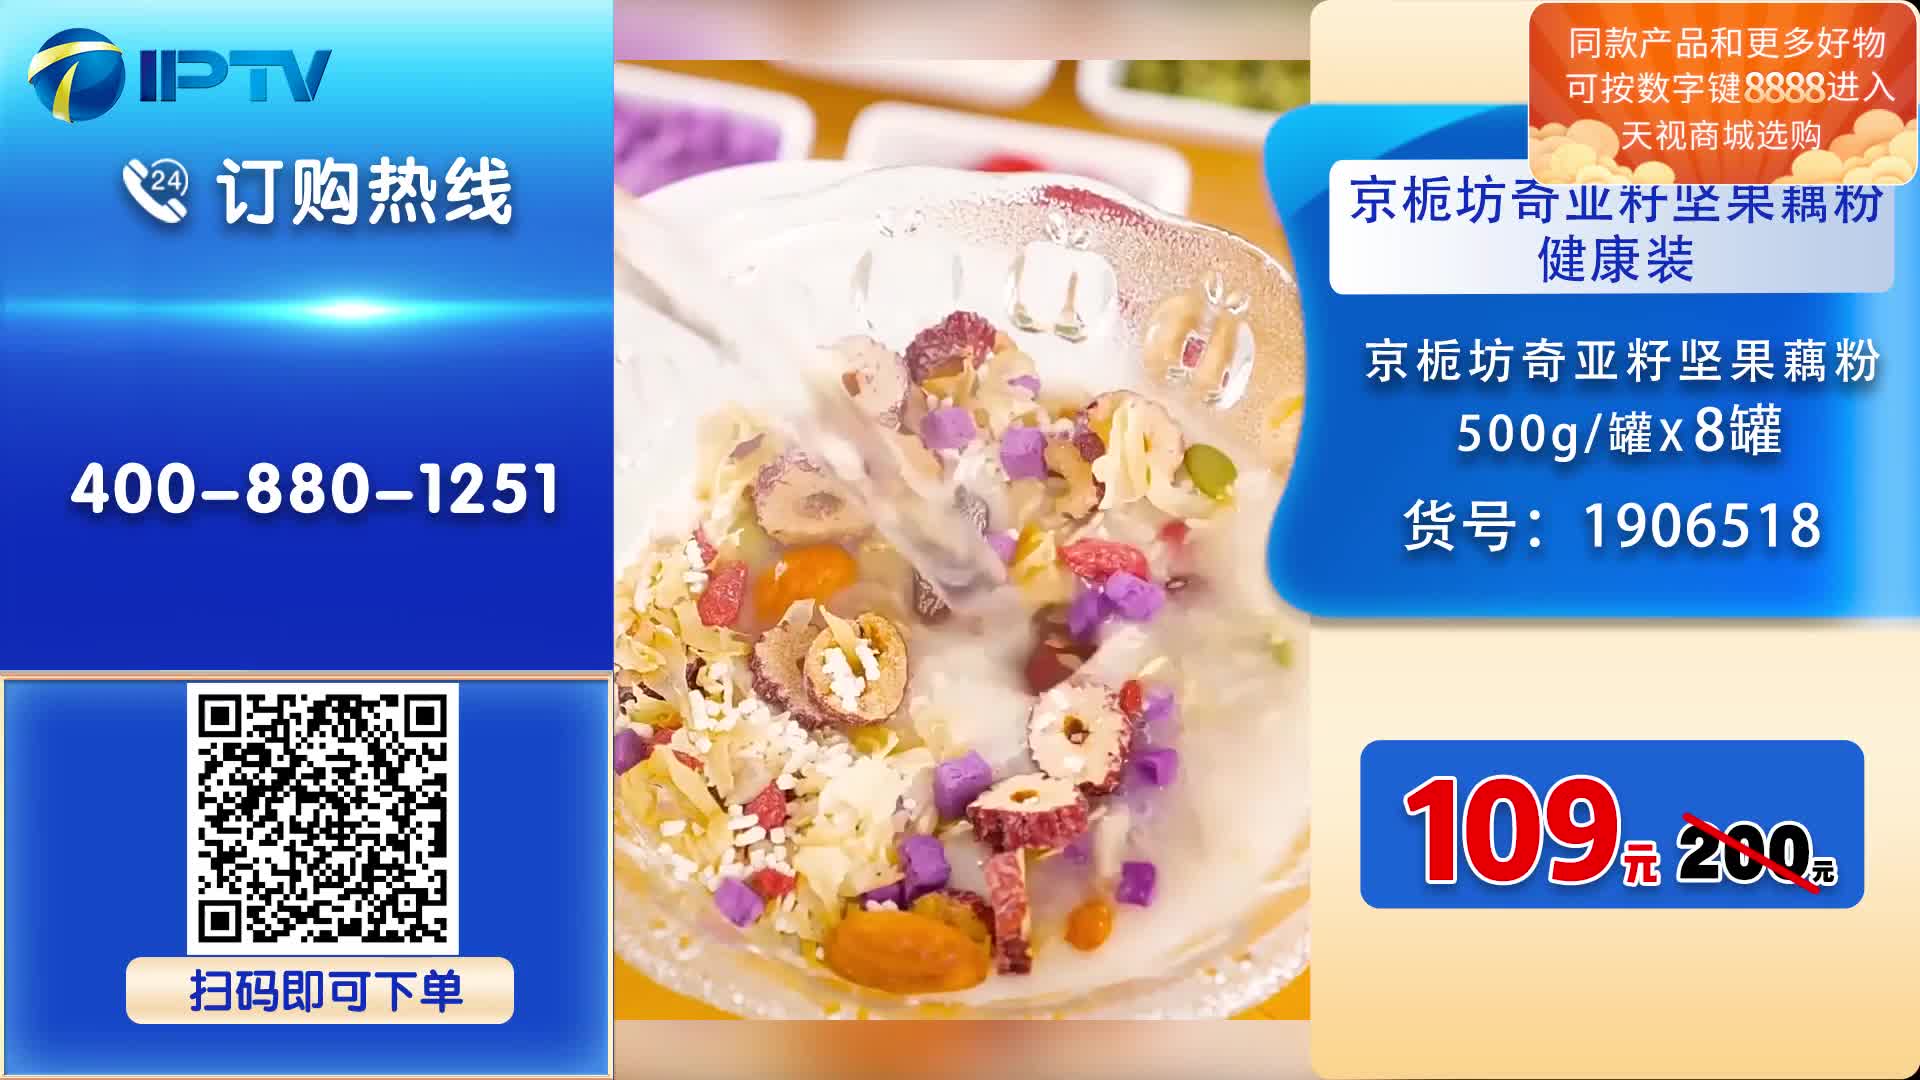 IPTV
24
订购热线
400-880-1251
扫码即可下单
同款产品和更多好物
可按数字键8888进入
天视商城选购
京栀坊奇亚籽坚果藕粉
健康装
京栀坊奇亚籽坚果藕粉
500g/罐x8罐
货号：1906518
109元 200元